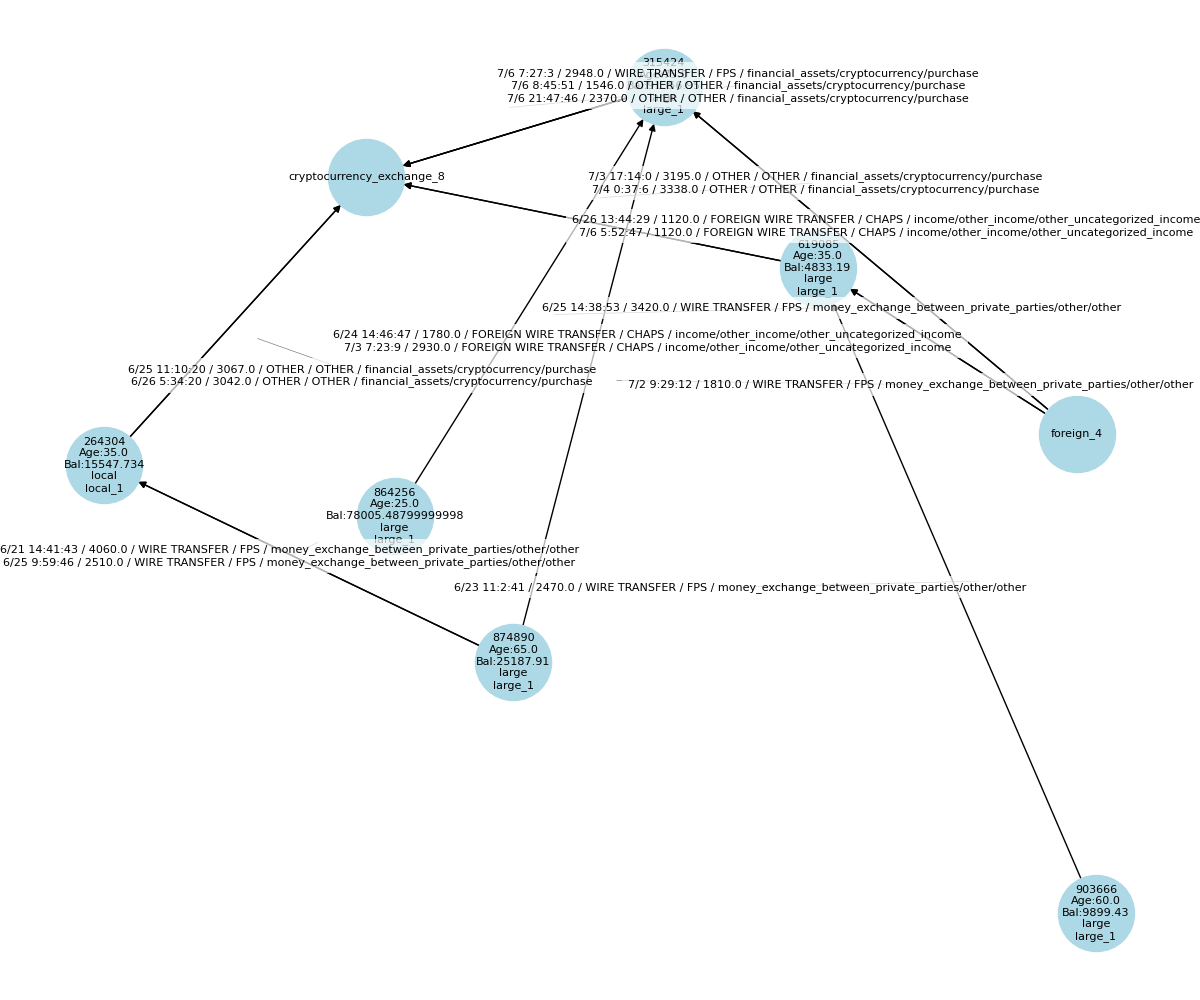 315424
7/6 7:27:3 / 2948.0 / WIRE TRANSFER / FPS / financial_assets/cryptocurrency/purchase
7/6 8:45:51 / 1546.0 / OTHER / OTHER / financial_assets/cryptocurrency/purchase
7/6 21:47:46 / 2370.0 / OTHER / OTHER / financial_assets/cryptocurrency/purchase
large_1
cryptocurrency_exchange_8
7/3 17:14:0 / 3195.0 / OTHER / OTHER / financial_assets/cryptocurrency/purchase
7/4 0:37:6 / 3338.0 / OTHER / OTHER / financial_assets/cryptocurrency/purchase
6/26 13:44:29 / 1120.0 / FOREIGN WIRE TRANSFER / CHAPS / income/other_income/other_uncategorized_income
7/6 5:52:47 / 1120.0 / FOREIGN WIRE TRANSFER / CHAPS / income/other_income/other_uncategorized_income
619085
Age:35.0
Bal:4833.19
large
large_1
6/25 14:38:53 / 3420.0 / WIRE TRANSFER / FPS / money_exchange_between_private_parties/other/other
6/24 14:46:47 / 1780.0 / FOREIGN WIRE TRANSFER / CHAPS / income/other_income/other_uncategorized_income
7/3 7:23:9 / 2930.0 / FOREIGN WIRE TRANSFER / CHAPS / income/other_income/other_uncategorized_income
6/25 11:10:20 / 3067.0 / OTHER / OTHER / financial_assets/cryptocurrency/purchase
6/26 5:34:20 / 3042.0 / OTHER / OTHER / financial_assets/cryptocurrency/purchase
7/2 9:29:12 / 1810.0 / WIRE TRANSFER / FPS / money_exchange_between_private_parties/other/other
foreign_4
264304
Age:35.0
Bal:15547.734
local
local_1
864256
Age:25.0
Bal:78005.48799999998
large
large_1
6/21 14:41:43 / 4060.0 / WIRE TRANSFER / FPS / money_exchange_between_private_parties/other/other
6/25 9:59:46 / 2510.0 / WIRE TRANSFER / FPS / money_exchange_between_private_parties/other/other
6/23 11:2:41 / 2470.0 / WIRE TRANSFER / FPS / money_exchange_between_private_parties/other/other
874890
Age:65.0
Bal:25187.91
large
large_1
903666
Age:60.0
Bal:9899.43
large
large_1